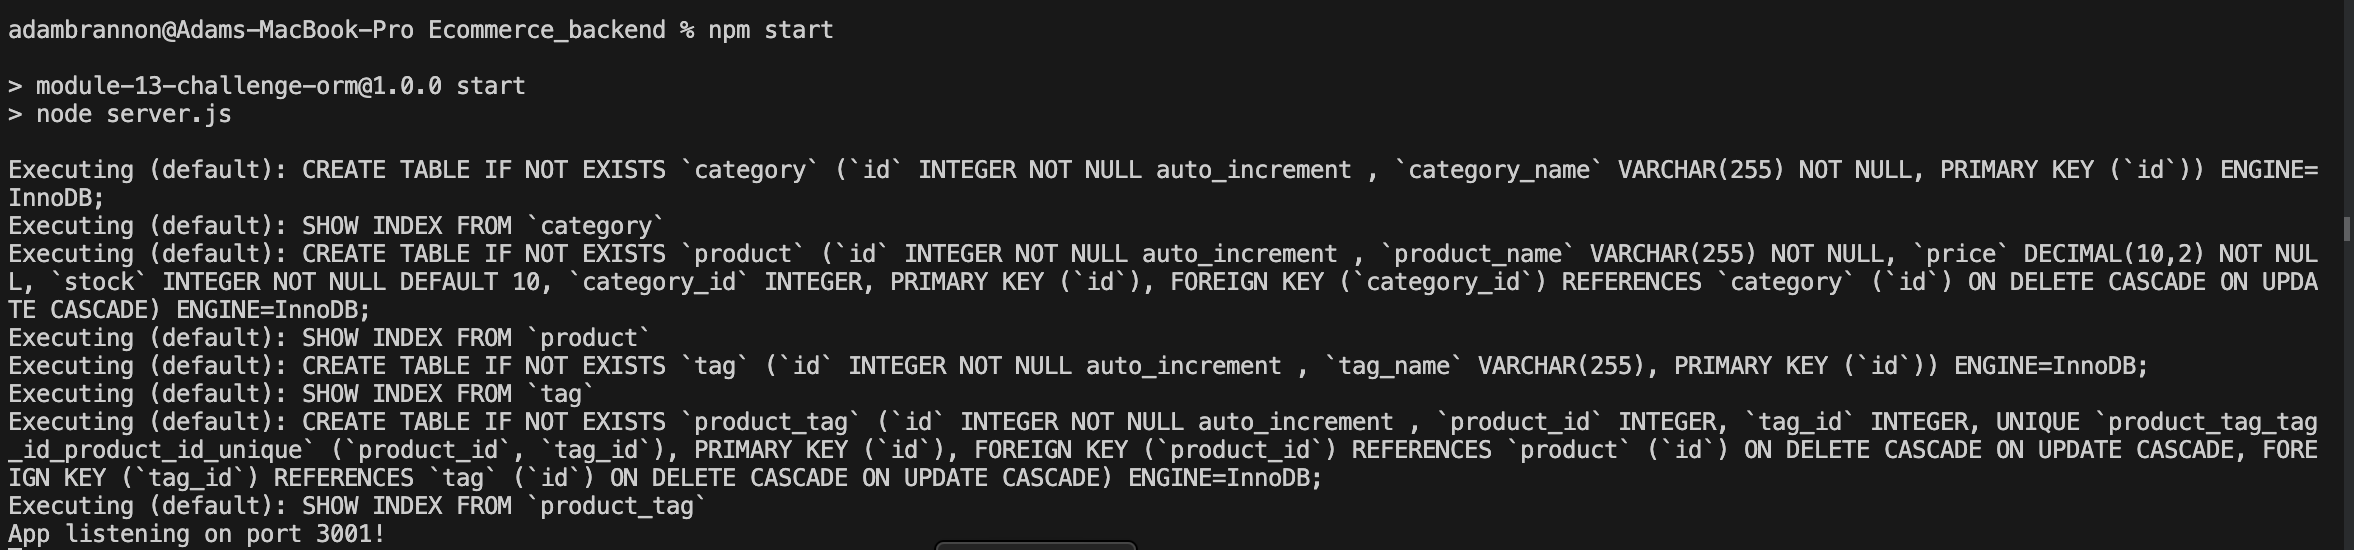 adambrannon@Adams-MacBook-Pro Ecommerce_backend % npm start
> module-13-challenge-orm@1.0.0 start
> node server.js
Executing (default): CREATE TABLE IF NOT EXISTS `category` (`id` INTEGER NOT NULL auto_increment , `category_name` VARCHAR(255) NOT NULL, PRIMARY KEY (`id`)) ENGINE=
InnoDB;
Executing (default): SHOW INDEX FROM `category`
Executing (default): CREATE TABLE IF NOT EXISTS `product` (`id` INTEGER NOT NULL auto_increment , `product_name` VARCHAR(255) NOT NULL, `price` DECIMAL(10,2) NOT NUL
L, `stock` INTEGER NOT NULL DEFAULT 10, `category_id` INTEGER, PRIMARY KEY (`id`), FOREIGN KEY (`category_id`) REFERENCES `category` (`id`) ON DELETE CASCADE ON UPDA
TE CASCADE) ENGINE=InnoDB;
Executing (default): SHOW INDEX FROM `product`
Executing (default): CREATE TABLE IF NOT EXISTS `tag` (`id` INTEGER NOT NULL auto_increment , `tag_name` VARCHAR(255), PRIMARY KEY (`id`)) ENGINE=InnoDB;
Executing (default): SHOW INDEX FROM `tag`
Executing (default): CREATE TABLE IF NOT EXISTS `product_tag` (`id` INTEGER NOT NULL auto_increment , `product_id` INTEGER, `tag_id` INTEGER, UNIQUE `product_tag_tag
_id_product_id_unique` (`product_id`, `tag_id`), PRIMARY KEY (`id`), FOREIGN KEY (`product_id`) REFERENCES `product` (`id`) ON DELETE CASCADE ON UPDATE CASCADE, FORE
IGN KEY (`tag_id`) REFERENCES `tag` (`id`) ON DELETE CASCADE ON UPDATE CASCADE) ENGINE=InnoDB;
Executing (default): SHOW INDEX FROM `product_tag`
App listening on port 3001!